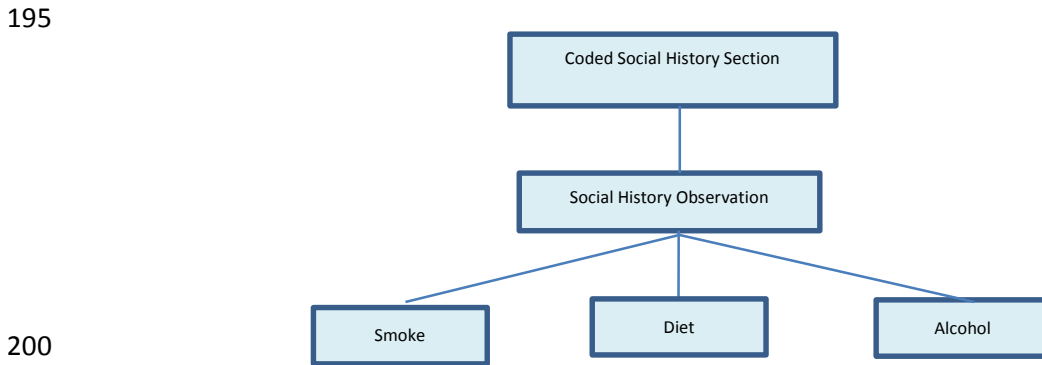 195
Coded Social History Section
Social History Observation
Smoke
Diet
Alcohol
200